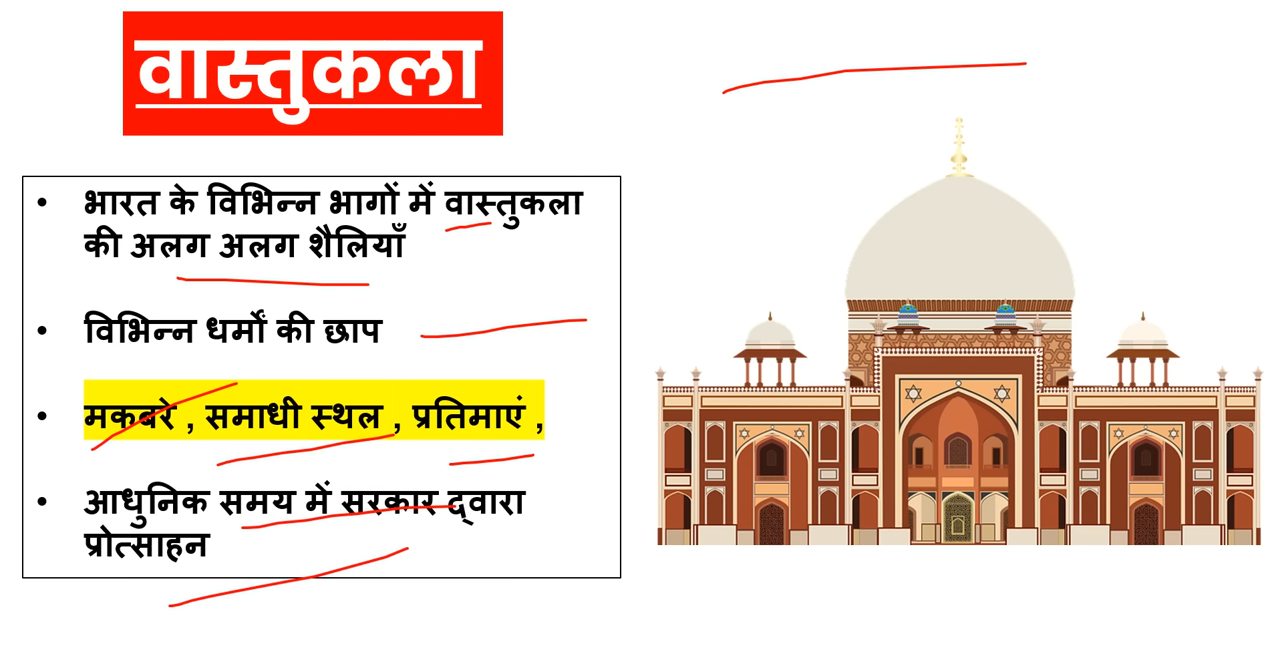 वास्तुकला
• भारत के विभिन्न भागों में वास्तुकला
की अलग अलग शैलियाँ
• विभिन्न धर्मों की छाप
• मकबरे , समाधी स्थल , प्रतिमाएं ,
• आधुनिक समय में सरकार द्वारा
प्रोत्साहन